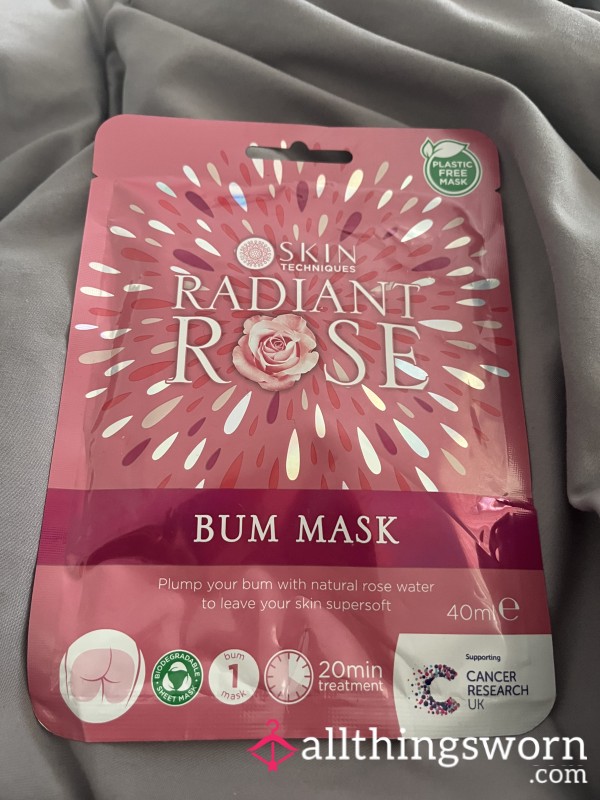 PLASTIC
FREE
MASK
SKIN
TECHNIQUES
RADIANT
ROSE
BUM MASK
Plump your bum with natural rose water
to leave your skin supersoft
40ml e
BIODEGRADABLE
SHEET MASK
bum
1
mask
20min
treatment
Supporting
CANCER
RESEARCH
UK
allthingsworn
.com